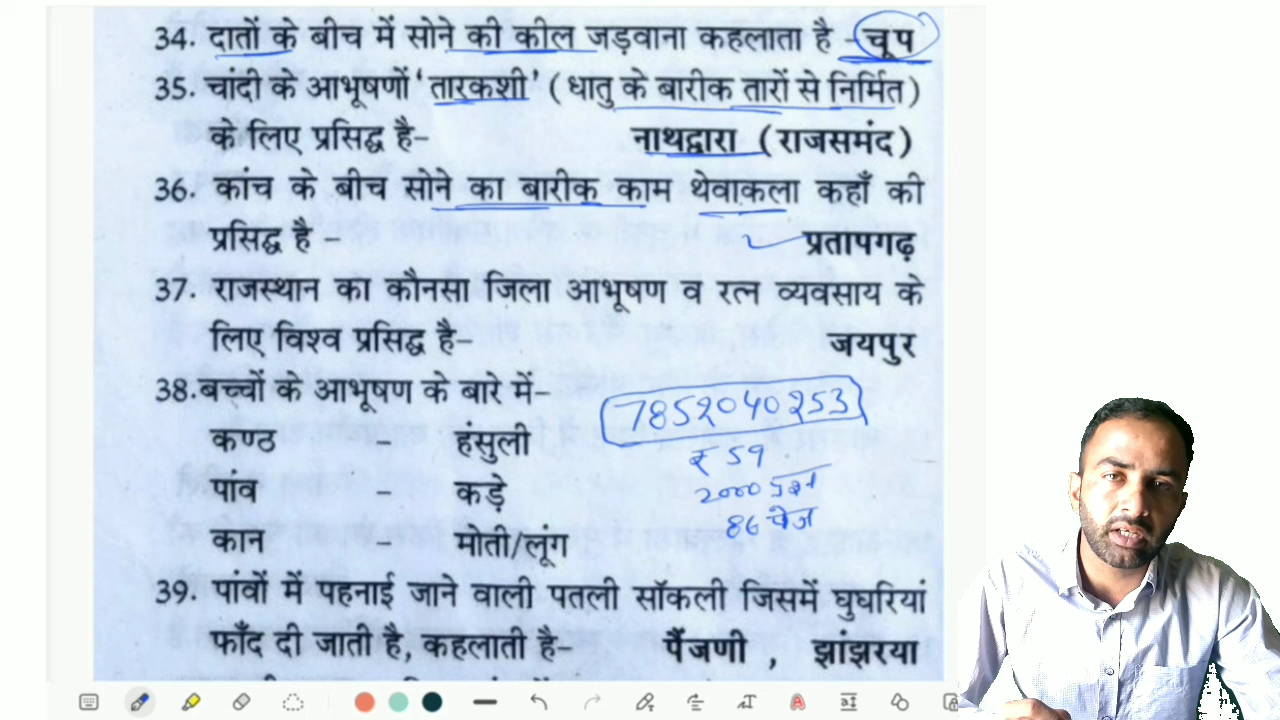 34. दातों के बीच में सोने की कील जड़वाना कहलाता है - चूप
35. चांदी के आभूषणों 'तारकशी' ( धातु के बारीक तारों से निर्मित )
के लिए प्रसिद्ध है- नाथद्वारा (राजसमंद)
36. कांच के बीच सोने का बारीक काम थेवाकला कहाँ की
प्रसिद्ध है - प्रतापगढ़
37. राजस्थान का कौनसा जिला आभूषण व रत्न व्यवसाय के
लिए विश्व प्रसिद्ध है- जयपुर
38.बच्चों के आभूषण के बारे में-
7852040253
कण्ठ - हंसुली
₹ 59
पांव - कड़े
2000
86 पेज
कान - मोती/लूंग
39. पांवों में पहनाई जाने वाली पतली सॉकली जिसमें घुघरियां
फाँद दी जाती है, कहलाती है- पैंजणी , झांझरया